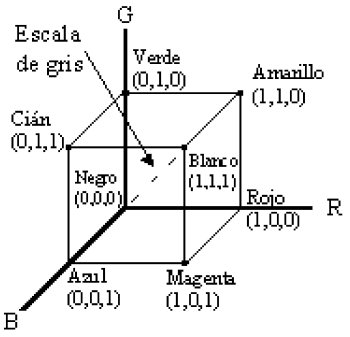 G
Escala
de gris
Verde
(0,1,0)
Amarillo
(1,1,0)
Cián
(0,1,1)
Negro
(0,0,0)
Blanco
(1,1,1)
Rojo
(1,0,0)
R
Azul
(0,0,1)
Magenta
(1,0,1)
B